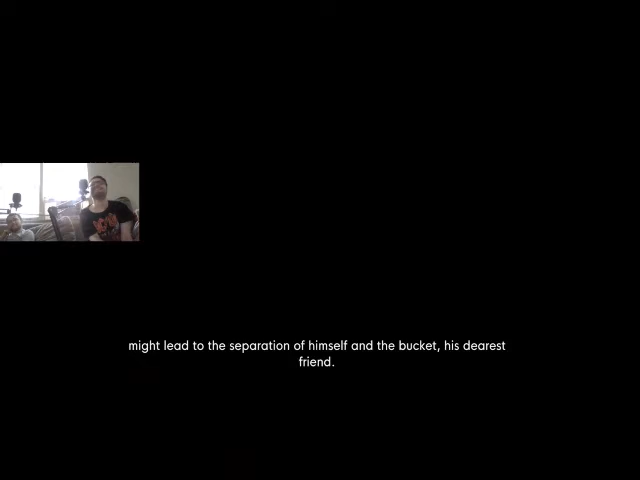 might lead to the separation of himself and the bucket, his dearest
friend.